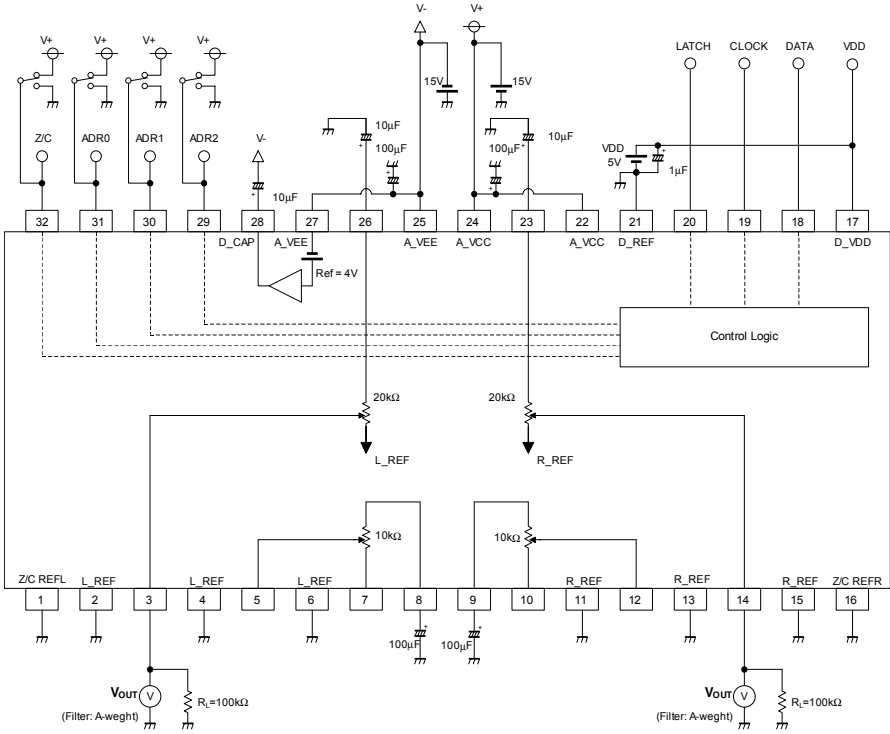 V-
V+
V+
V+
V+
V+
LATCH
CLOCK
DATA
VDD
15V
15V
Z/C
ADR0
ADR1
ADR2
V-
10µF
100µF
100µF
10µF
VDD
5V
1µF
10µF
32
31
30
29
28
27
26
25
24
23
22
21
20
19
18
17
D_CAP
A_VEE
A_VEE
A_VCC
A_VCC
D_REF
D_VDD
Ref = 4V
Control Logic
20kΩ
20kΩ
L_REF
R_REF
10kΩ
10kΩ
Z/C REFL
L_REF
L_REF
L_REF
R_REF
R_REF
R_REF
Z/C REFR
1
2
3
4
5
6
7
8
9
10
11
12
13
14
15
16
100µF
100µF
VOUT
V
RL=100kΩ
(Filter: A-weght)
VOUT
V
RL=100kΩ
(Filter: A-weght)